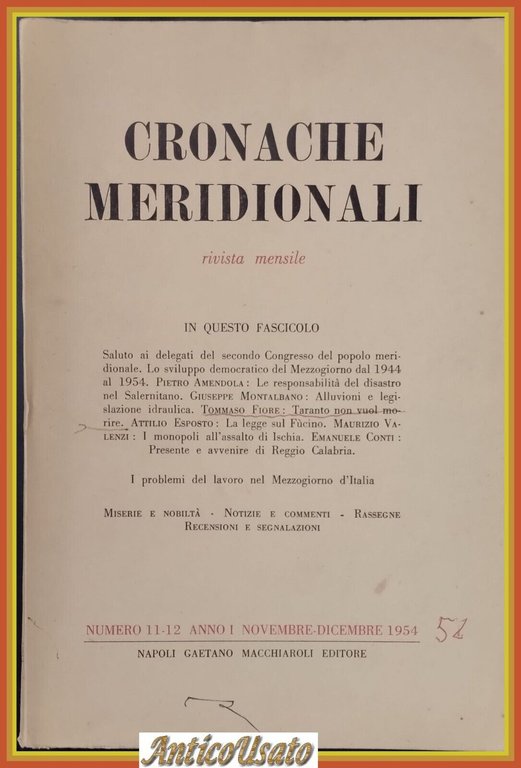 CRONACHE
MERIDIONALI
rivista mensile
IN QUESTO FASCICOLO
Saluto ai delegati del secondo Congresso del popolo meri-
dionale. Lo sviluppo democratico del Mezzogiorno dal 1944
al 1954. PIETRO AMENDOLA: Le responsabilità del disastro
nel Salernitano. GIUSEPPE MONTALBANO: Alluvioni e legi-
slazione idraulica. TOMMASO FIORE: Taranto non vuol mo-
rire. ATTILIO ESPOSTO: La legge sul Fùcino. MAURIZIO VA-
LENZI: I monopoli all'assalto di Ischia. EMANUELE CONTI:
Presente e avvenire di Reggio Calabria.
I problemi del lavoro nel Mezzogiorno d'Italia
MISERIE E NOBILTÀ - NOTIZIE E COMMENTI - RASSEGNE
RECENSIONI E SEGNALAZIONI
NUMERO 11-12 ANNO I NOVEMBRE-DICEMBRE 1954
NAPOLI GAETANO MACCHIAROLI EDITORE
AnticoUsato